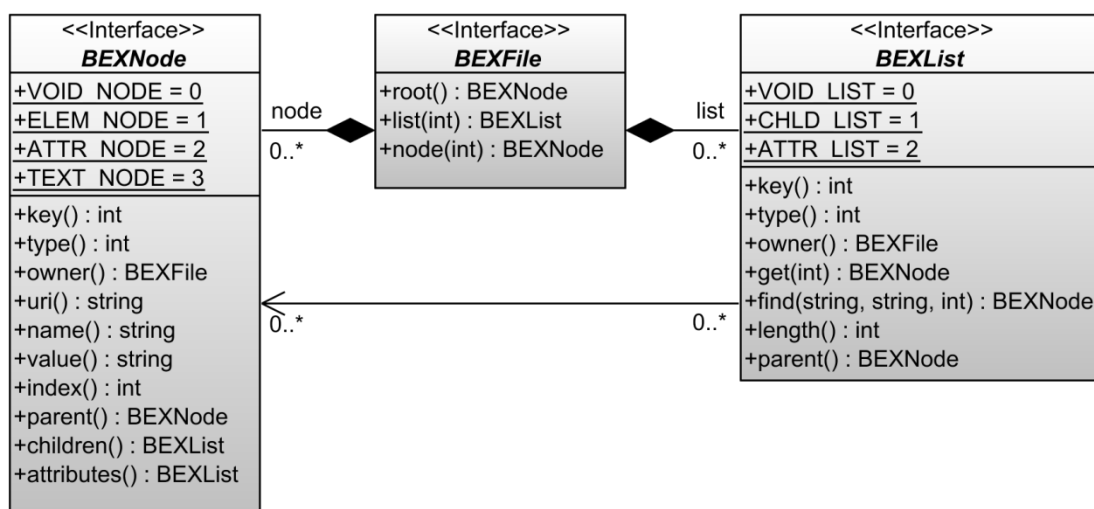 <<Interface>>
BEXNode
+VOID_NODE = 0
+ELEM_NODE = 1
+ATTR_NODE = 2
+TEXT_NODE = 3
+key() : int
+type() : int
+owner() : BEXFile
+uri() : string
+name() : string
+value() : string
+index() : int
+parent() : BEXNode
+children() : BEXList
+attributes() : BEXList
node
0..*
<<Interface>>
BEXFile
+root() : BEXNode
+list(int) : BEXList
+node(int) : BEXNode
list
0..*
<<Interface>>
BEXList
+VOID_LIST = 0
+CHLD_LIST = 1
+ATTR_LIST = 2
+key() : int
+type() : int
+owner() : BEXFile
+get(int) : BEXNode
+find(string, string, int) : BEXNode
+length() : int
+parent() : BEXNode
0..*
0..*